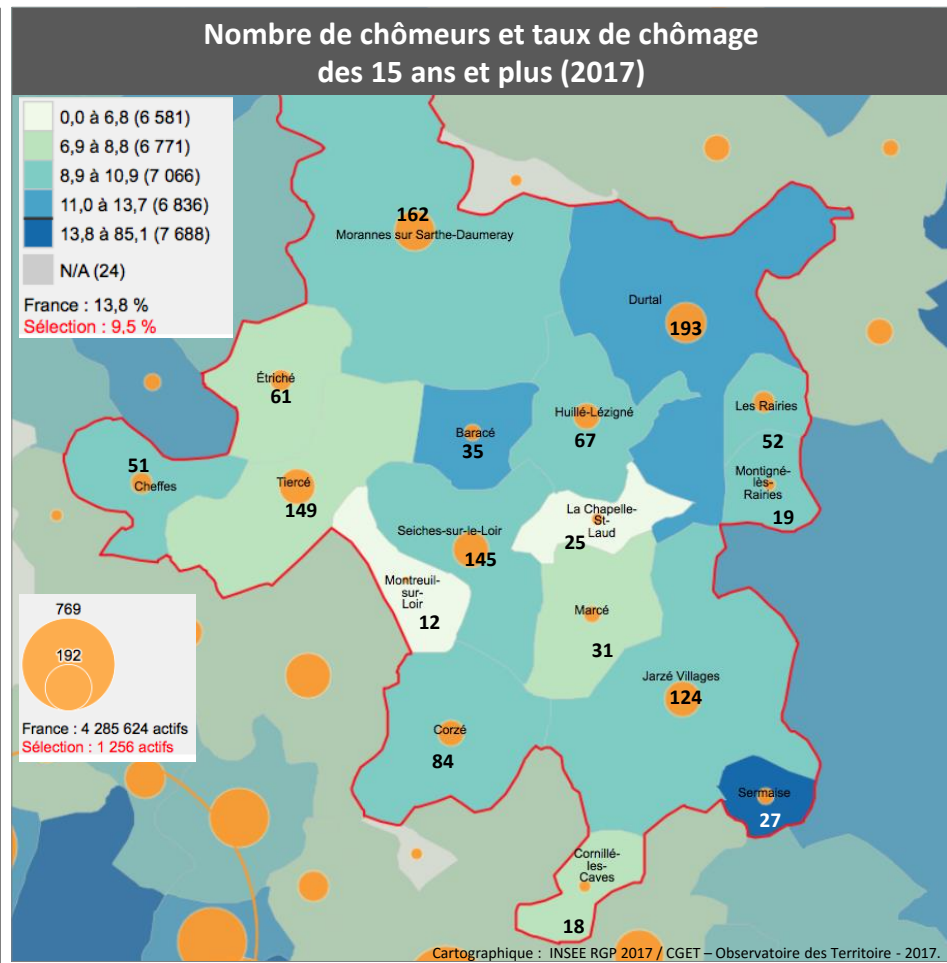 Nombre de chômeurs et taux de chômage
des 15 ans et plus (2017)
0,0 à 6,8 (6 581)
6,9 à 8,8 (6 771)
8,9 à 10,9 (7 066)
11,0 à 13,7 (6 836)
13,8 à 85,1 (7 688)
N/A (24)
France : 13,8 %
Sélection : 9,5 %
162
Morannes sur Sarthe-Daumeray
Durtal
193
Étriché
61
Baracé
35
Huillé-Lézigné
67
Les Rairies
52
51
Cheffes
Tiercé
149
Montigné-
lès-
Rairies
19
Seiches-sur-le-Loir
145
La Chapelle-
St-
Laud
25
Montreuil-
sur-
Loir
12
Marcé
31
769
192
France : 4 285 624 actifs
Sélection : 1 256 actifs
Jarzé Villages
124
Corzé
84
Sermaise
27
Cornillé-
les-
Caves
18
Cartographique : INSEE RGP 2017 / CGET – Observatoire des Territoire - 2017.